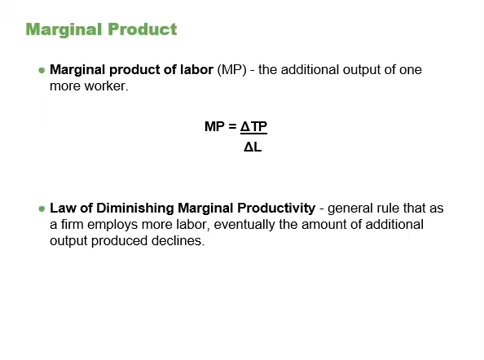 Marginal Product
Marginal product of labor (MP) - the additional output of one
more worker.
MP = ΔTP
ΔL
Law of Diminishing Marginal Productivity - general rule that as
a firm employs more labor, eventually the amount of additional
output produced declines.